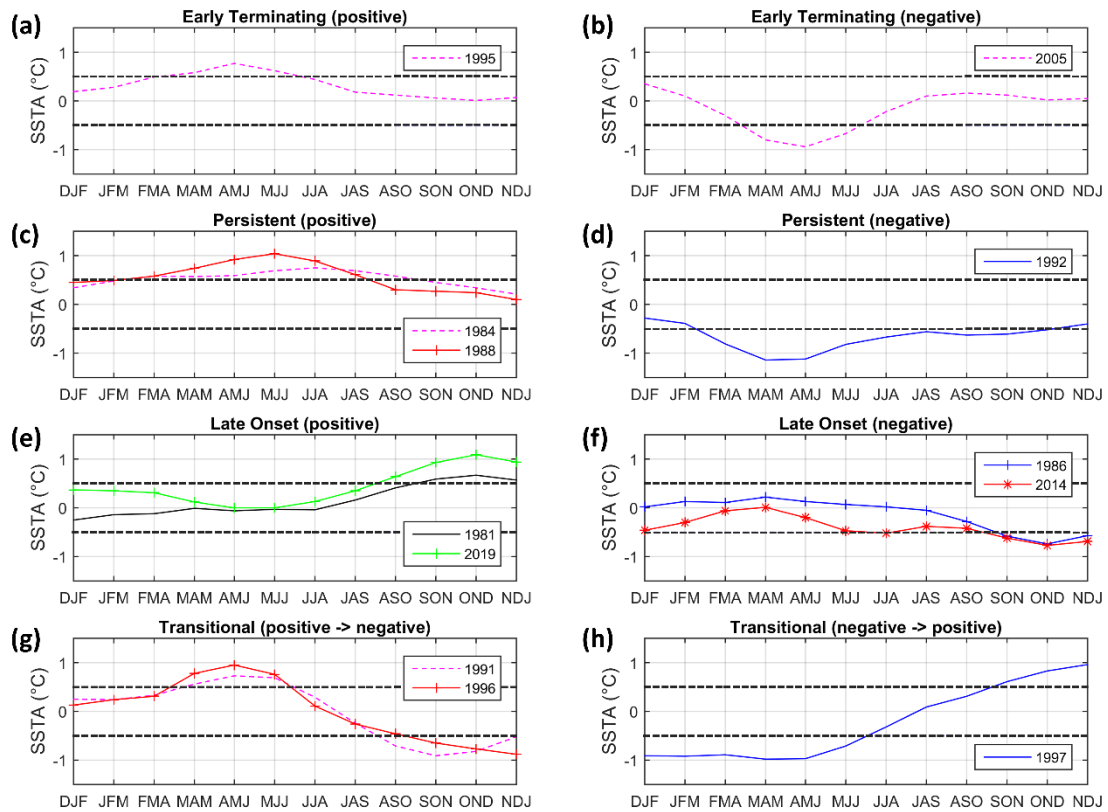 (a)
Early Terminating (positive)
SSTA (°C)
1
0
-1
1995
DJF JFM FMA MAM AMJ MJJ JJA JAS ASO SON OND NDJ
(b)
Early Terminating (negative)
SSTA (°C)
1
0
-1
2005
DJF JFM FMA MAM AMJ MJJ JJA JAS ASO SON OND NDJ
(c)
Persistent (positive)
SSTA (°C)
1
0
-1
1984
1988
DJF JFM FMA MAM AMJ MJJ JJA JAS ASO SON OND NDJ
(d)
Persistent (negative)
SSTA (°C)
1
0
-1
1992
DJF JFM FMA MAM AMJ MJJ JJA JAS ASO SON OND NDJ
(e)
Late Onset (positive)
SSTA (°C)
1
0
-1
1981
2019
DJF JFM FMA MAM AMJ MJJ JJA JAS ASO SON OND NDJ
(f)
Late Onset (negative)
SSTA (°C)
1
0
-1
1986
2014
DJF JFM FMA MAM AMJ MJJ JJA JAS ASO SON OND NDJ
(g)
Transitional (positive -> negative)
SSTA (°C)
1
0
-1
1991
1996
DJF JFM FMA MAM AMJ MJJ JJA JAS ASO SON OND NDJ
(h)
Transitional (negative -> positive)
SSTA (°C)
1
0
-1
1997
DJF JFM FMA MAM AMJ MJJ JJA JAS ASO SON OND NDJ